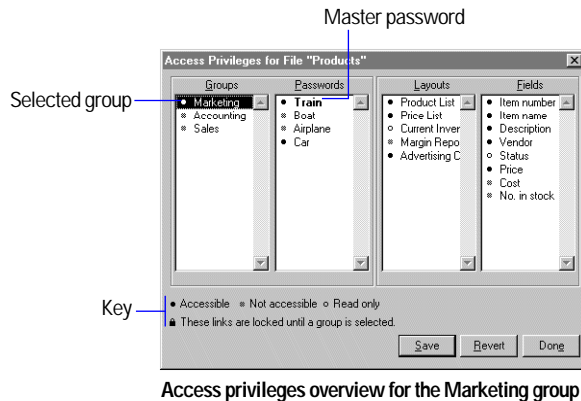 Master password
Access Privileges for File "Products"
Groups
Passwords
Layouts
Fields
Selected group
Marketing
Accounting
Sales
Train
Boat
Airplane
Car
Product List
Price List
Current Inver
Margin Repo
Advertising C
Item number
Item name
Description
Vendor
Status
Price
Cost
No. in stock
Key
Accessible Not accessible Read only
These links are locked until a group is selected.
Save Revert Done
Access privileges overview for the Marketing group